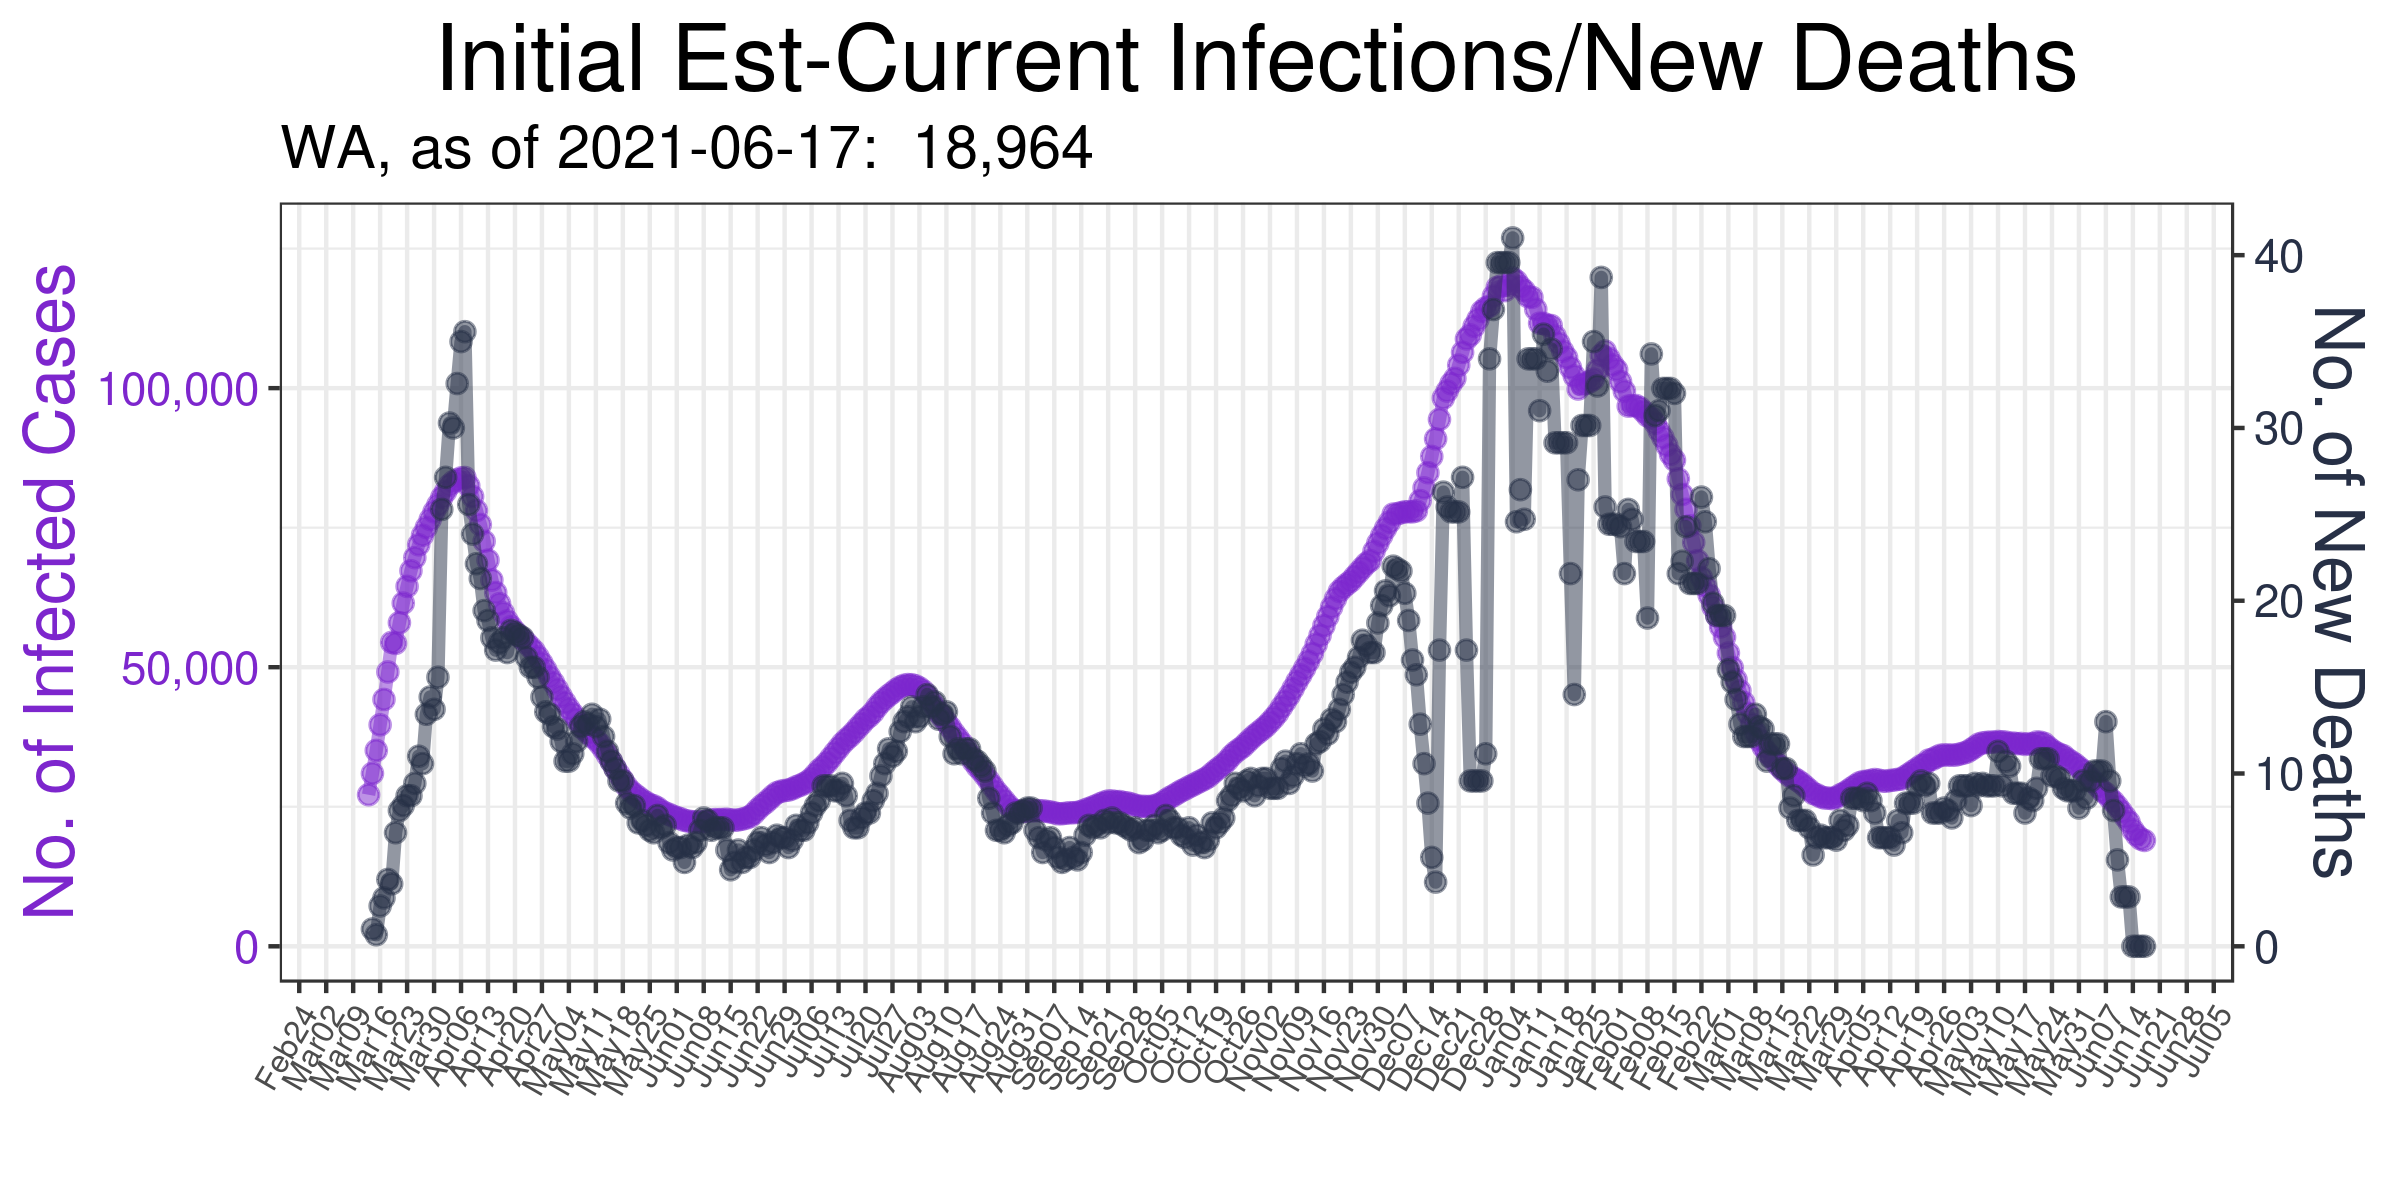 Initial Est-Current Infections/New Deaths
WA, as of 2021-06-17: 18,964
No. of Infected Cases
100,000
50,000
0
40
30
20
10
0
No. of New Deaths
Feb24
Mar02
Mar09
Mar16
Mar23
Mar30
Apr06
Apr13
Apr20
Apr27
May04
May11
May18
May25
Jun01
Jun08
Jun15
Jun22
Jun29
Jul06
Jul13
Jul20
Jul27
Aug03
Aug10
Aug17
Aug24
Aug31
Sep07
Sep14
Sep21
Sep28
Oct05
Oct12
Oct19
Oct26
Nov02
Nov09
Nov16
Nov23
Nov30
Dec07
Dec14
Dec21
Dec28
Jan04
Jan11
Jan18
Jan25
Feb01
Feb08
Feb15
Feb22
Mar01
Mar08
Mar15
Mar22
Mar29
Apr05
Apr12
Apr19
Apr26
May03
May10
May17
May24
May31
Jun07
Jun14
Jun21
Jun28
Jul05